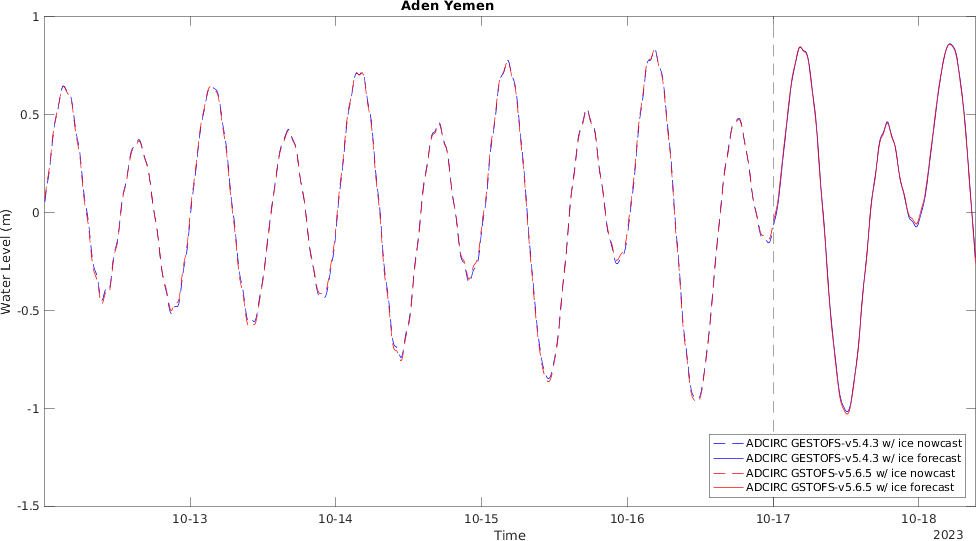 Aden Yemen
1
0.5
0
-0.5
-1
-1.5
Water Level (m)
10-13
10-14
10-15
10-16
10-17
10-18
Time
2023
ADCIRC GESTOFS-v5.4.3 w/ ice nowcast
ADCIRC GESTOFS-v5.4.3 w/ ice forecast
ADCIRC GSTOFS-v5.6.5 w/ ice nowcast
ADCIRC GSTOFS-v5.6.5 w/ ice forecast